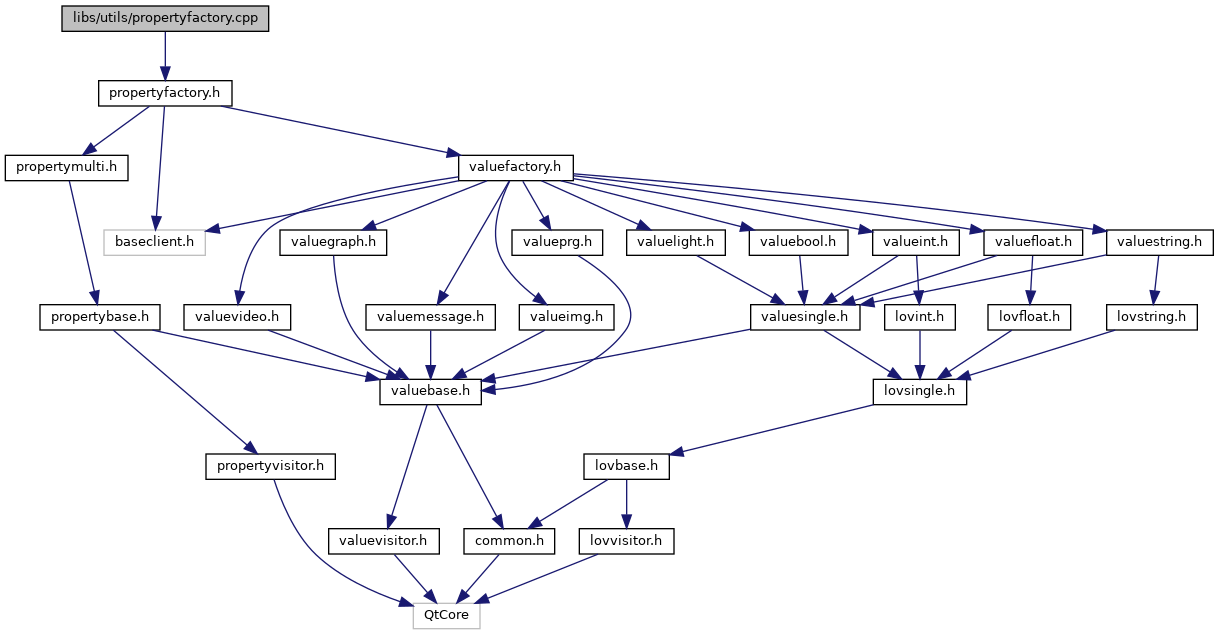 libs/utils/propertyfactory.cpp
propertyfactory.h
propertymulti.h
valuefactory.h
baseclient.h
valuegraph.h
valueprg.h
valuelight.h
valuebool.h
valueint.h
valuefloat.h
valuestring.h
propertybase.h
valuevideo.h
valuemessage.h
valueimg.h
valuesingle.h
lovint.h
lovfloat.h
lovstring.h
valuebase.h
lovsingle.h
propertyvisitor.h
lovbase.h
valuevisitor.h
common.h
lovvisitor.h
QtCore